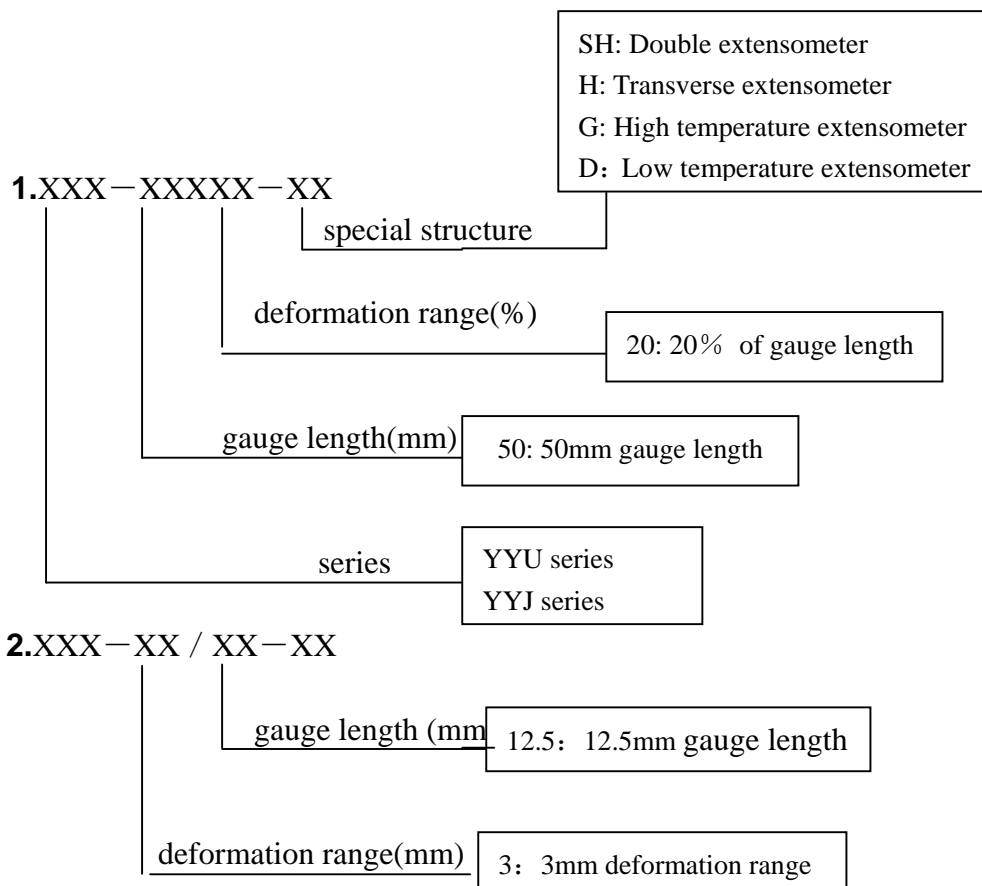 SH: Double extensometer
H: Transverse extensometer
G: High temperature extensometer
D：Low temperature extensometer
1.XXX－XXXXX－XX
special structure
deformation range(%)
20: 20％ of gauge length
gauge length(mm)
50: 50mm gauge length
series
YYU series
YYJ series
2.XXX－XX / XX－XX
gauge length (mm
12.5：12.5mm gauge length
deformation range(mm)
3：3mm deformation range